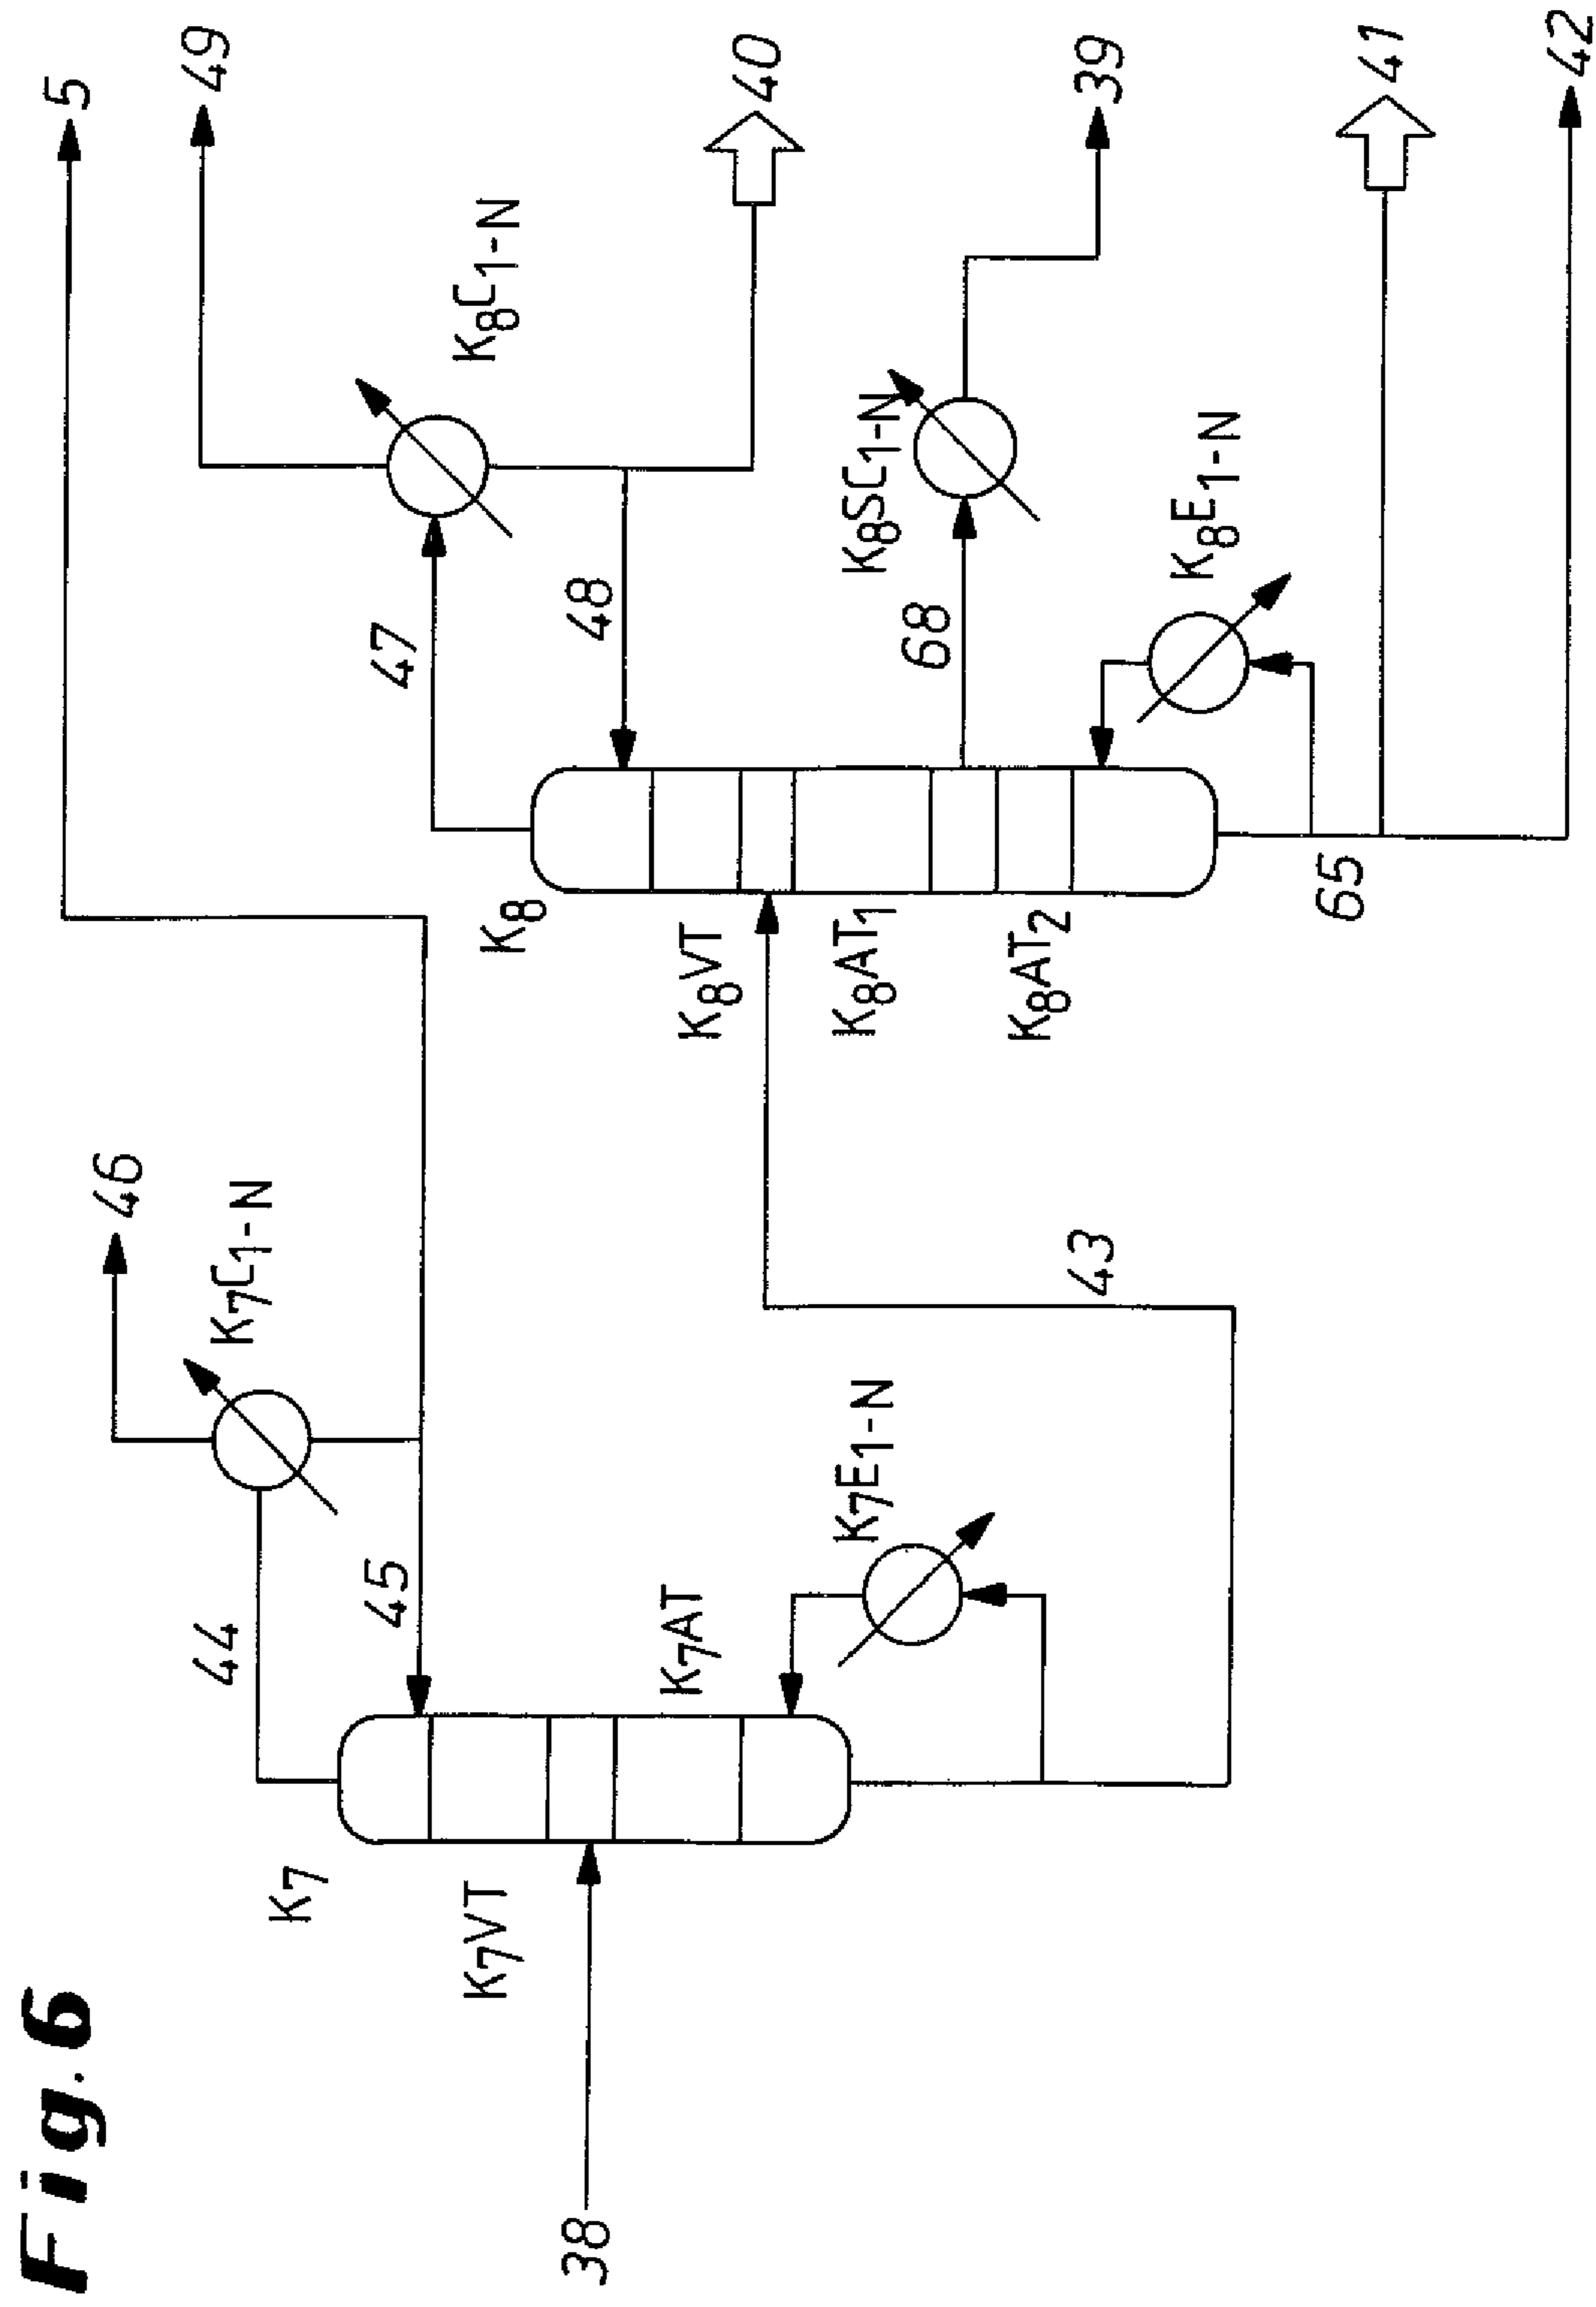 Fig. 6
5
49
46
K₇C₁₋N
44
K₈C₁₋N
47
45
K₇
K₈
48
40
K₇VT
K₈VT
38
K₇AT
K₇E₁₋N
K₈AT₁
K₈SC₁₋N
68
39
K₈AT₂
43
K₈E₁₋N
65
41
42